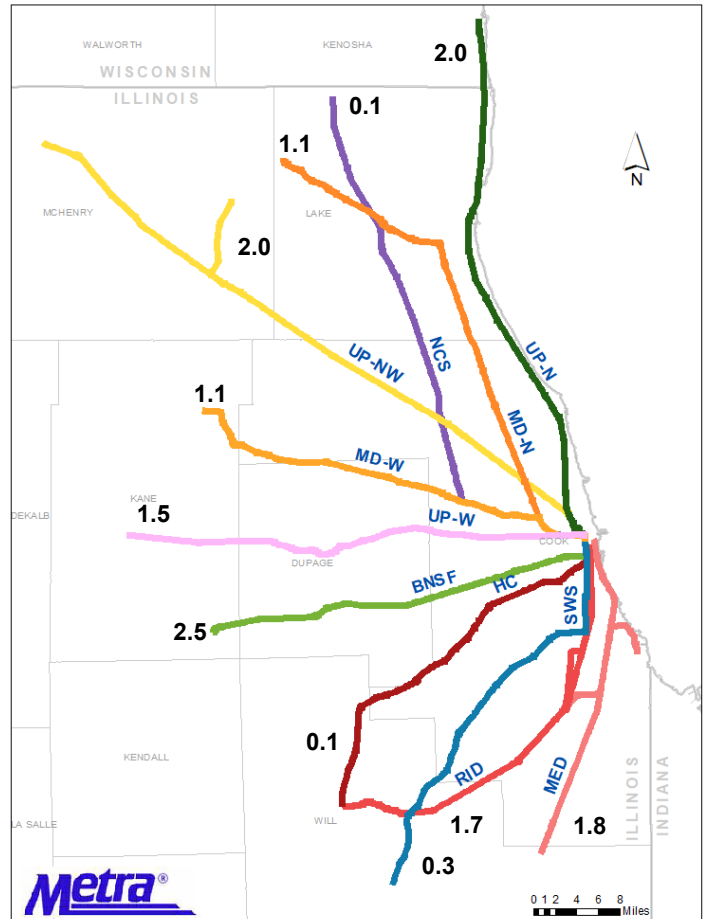 WALWORTH
KENOSHA
2.0
WISCONSIN
ILLINOIS
0.1
1.1
N
MCHENRY
LAKE
2.0
UP-NW
NCS
UP-N
1.1
MD-N
MD-W
KANE
DEKALB
1.5
UP-W
COOK
DUPAGE
BNSF
HC
SWS
2.5
0.1
KENDALL
RID
MED
ILLINOIS
INDIANA
LA SALLE
WILL
1.7
1.8
0.3
Metra®
0 1 2 4 6 8
Miles